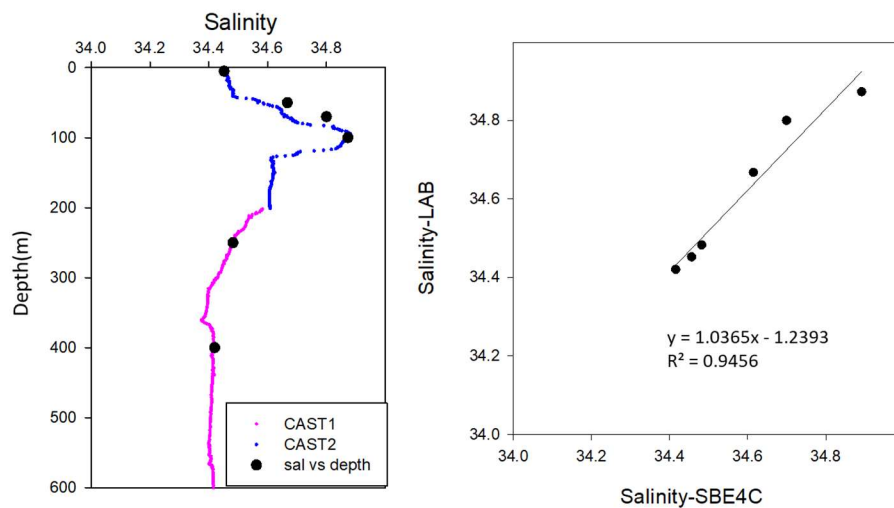 Salinity
34.0 34.2 34.4 34.6 34.8
0
100
200
300
400
500
600
Depth(m)
CAST1
CAST2
sal vs depth
Salinity-LAB
34.8
34.6
34.4
34.2
34.0
y = 1.0365x - 1.2393
R² = 0.9456
34.0 34.2 34.4 34.6 34.8
Salinity-SBE4C